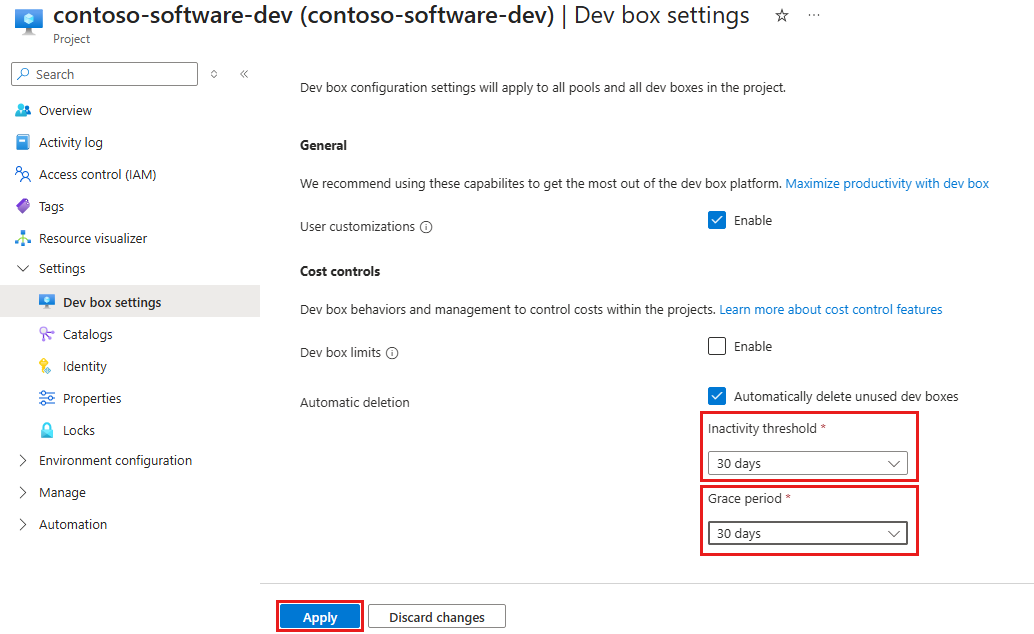 contoso-software-dev (contoso-software-dev) | Dev box settings
Project
Search
Overview
Activity log
Access control (IAM)
Tags
Resource visualizer
Settings
Dev box settings
Catalogs
Identity
Properties
Locks
Environment configuration
Manage
Automation
Dev box configuration settings will apply to all pools and all dev boxes in the project.
General
We recommend using these capabilites to get the most out of the dev box platform. Maximize productivity with dev box
User customizations
Enable
Cost controls
Dev box behaviors and management to control costs within the projects. Learn more about cost control features
Dev box limits
Enable
Automatic deletion
Automatically delete unused dev boxes
Inactivity threshold *
30 days
Grace period *
30 days
Apply
Discard changes